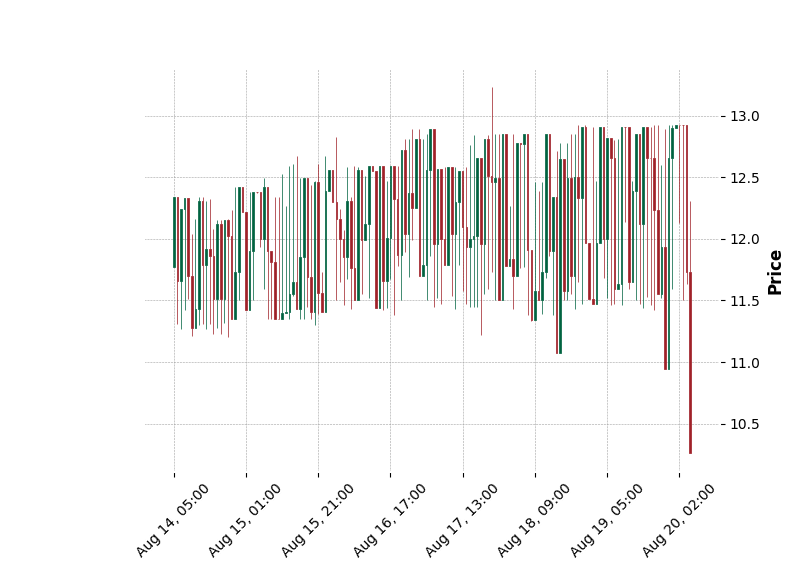 13.0
12.5
12.0
11.5
11.0
10.5
Price
Aug 14, 05:00
Aug 15, 01:00
Aug 15, 21:00
Aug 16, 17:00
Aug 17, 13:00
Aug 18, 09:00
Aug 19, 05:00
Aug 20, 02:00